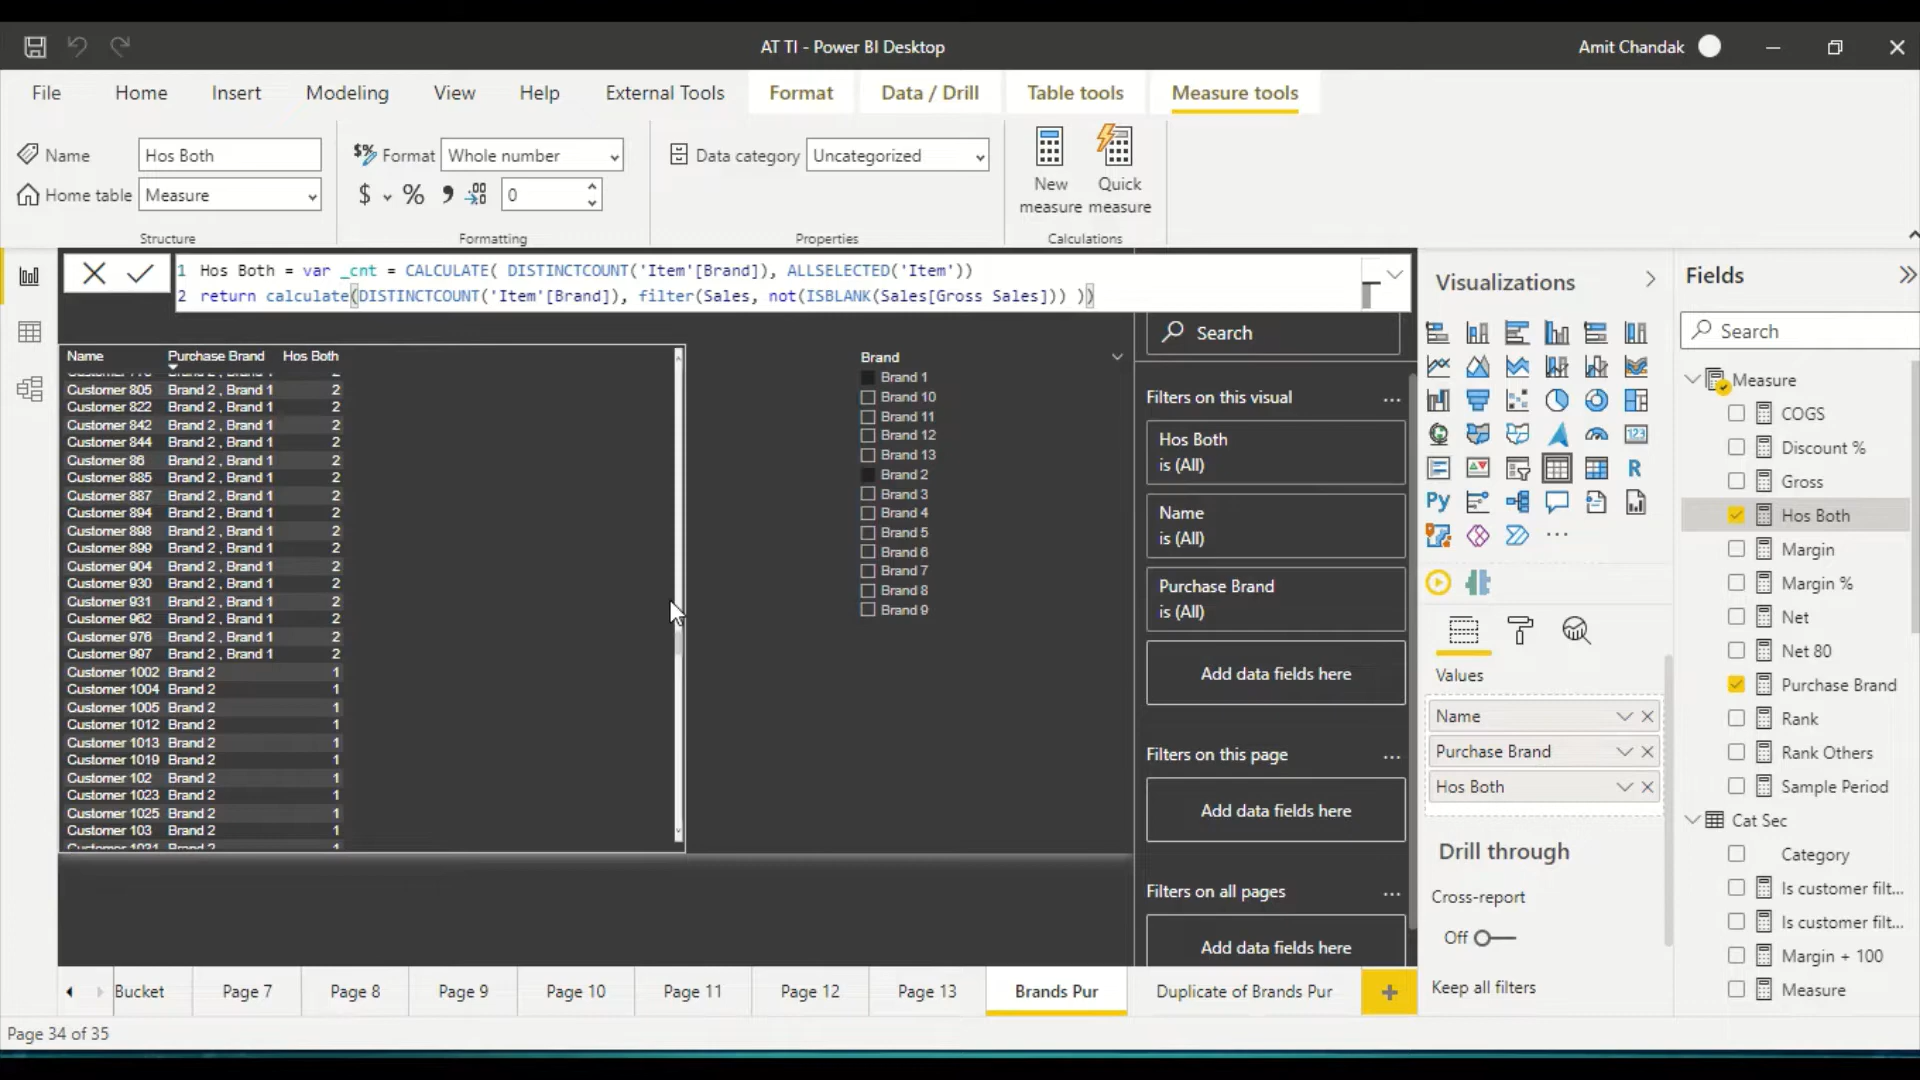 AT TI - Power BI Desktop
Amit Chandak
File Home Insert Modeling View Help External Tools Format Data / Drill Table tools Measure tools
Name Hos Both
Home table Measure
Structure
$% Format Whole number
$ % 9 .00 0
Formatting
Data category Uncategorized
Properties
New measure
Quick measure
Calculations
1 Hos Both = var _cnt = CALCULATE( DISTINCTCOUNT('Item'[Brand]), ALLSELECTED('Item'))
2 return calculate(DISTINCTCOUNT('Item'[Brand]), filter(Sales, not(ISBLANK(Sales[Gross Sales])) ))
Name Purchase Brand Hos Both
Customer 805 Brand 2 , Brand 1 2
Customer 822 Brand 2 , Brand 1 2
Customer 842 Brand 2 , Brand 1 2
Customer 844 Brand 2 , Brand 1 2
Customer 86 Brand 2 , Brand 1 2
Customer 885 Brand 2 , Brand 1 2
Customer 887 Brand 2 , Brand 1 2
Customer 894 Brand 2 , Brand 1 2
Customer 898 Brand 2 , Brand 1 2
Customer 899 Brand 2 , Brand 1 2
Customer 904 Brand 2 , Brand 1 2
Customer 930 Brand 2 , Brand 1 2
Customer 931 Brand 2 , Brand 1 2
Customer 962 Brand 2 , Brand 1 2
Customer 976 Brand 2 , Brand 1 2
Customer 997 Brand 2 , Brand 1 2
Customer 1002 Brand 2 1
Customer 1004 Brand 2 1
Customer 1005 Brand 2 1
Customer 1012 Brand 2 1
Customer 1013 Brand 2 1
Customer 1019 Brand 2 1
Customer 102 Brand 2 1
Customer 1023 Brand 2 1
Customer 1025 Brand 2 1
Customer 103 Brand 2 1
Customer 1031 Brand 2 1
Brand
Brand 1
Brand 10
Brand 11
Brand 12
Brand 13
Brand 2
Brand 3
Brand 4
Brand 5
Brand 6
Brand 7
Brand 8
Brand 9
Search
Filters on this visual ...
Hos Both
is (All)
Name
is (All)
Purchase Brand
is (All)
Add data fields here
Filters on this page ...
Add data fields here
Filters on all pages ...
Add data fields here
Visualizations
123
R
Py
...
Values
Name
Purchase Brand
Hos Both
Drill through
Cross-report
Off
Keep all filters
Fields
Search
Measure
COGS
Discount %
Gross
Hos Both
Margin
Margin %
Net
Net 80
Purchase Brand
Rank
Rank Others
Sample Period
Cat Sec
Category
Is customer filt...
Is customer filt...
Margin + 100
Measure
Bucket Page 7 Page 8 Page 9 Page 10 Page 11 Page 12 Page 13 Brands Pur Duplicate of Brands Pur +
Page 34 of 35